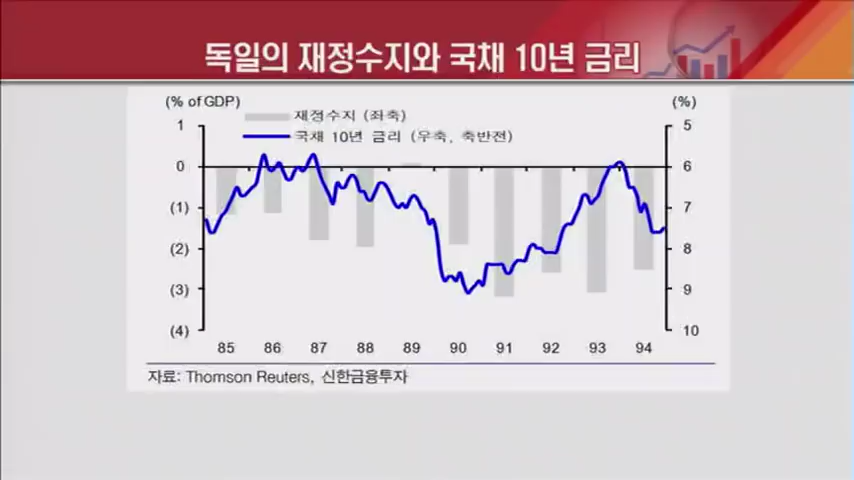 독일의 재정수지와 국채 10년 금리
(% of GDP)
(%)
재정수지 (좌축)
국채 10년 금리 (우축, 축반전)
1
0
(1)
(2)
(3)
(4)
5
6
7
8
9
10
85 86 87 88 89 90 91 92 93 94
자료: Thomson Reuters, 신한금융투자